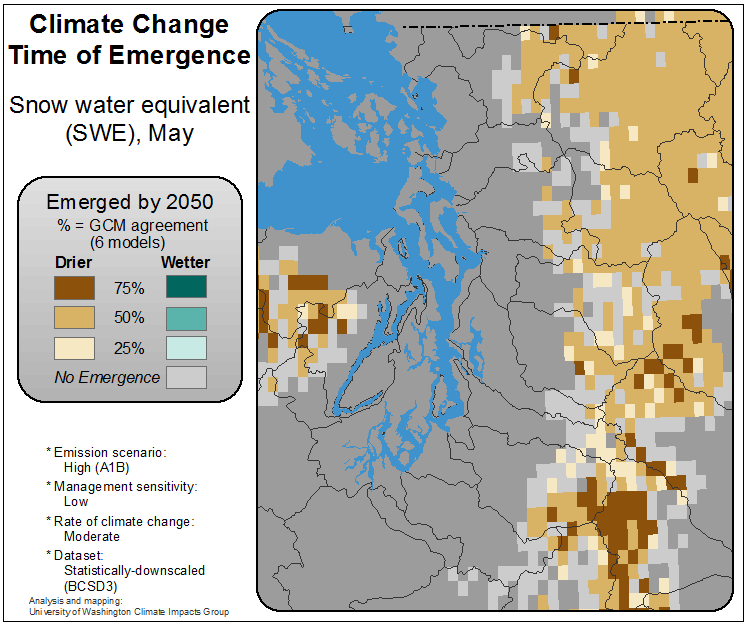 Climate Change
Time of Emergence
Snow water equivalent
(SWE), May
Emerged by 2050
% = GCM agreement
(6 models)
Drier Wetter
75%
50%
25%
No Emergence
* Emission scenario:
High (A1B)
* Management sensitivity:
Low
* Rate of climate change:
Moderate
* Dataset:
Statistically-downscaled
(BCSD3)
Analysis and mapping:
University of Washington Climate Impacts Group